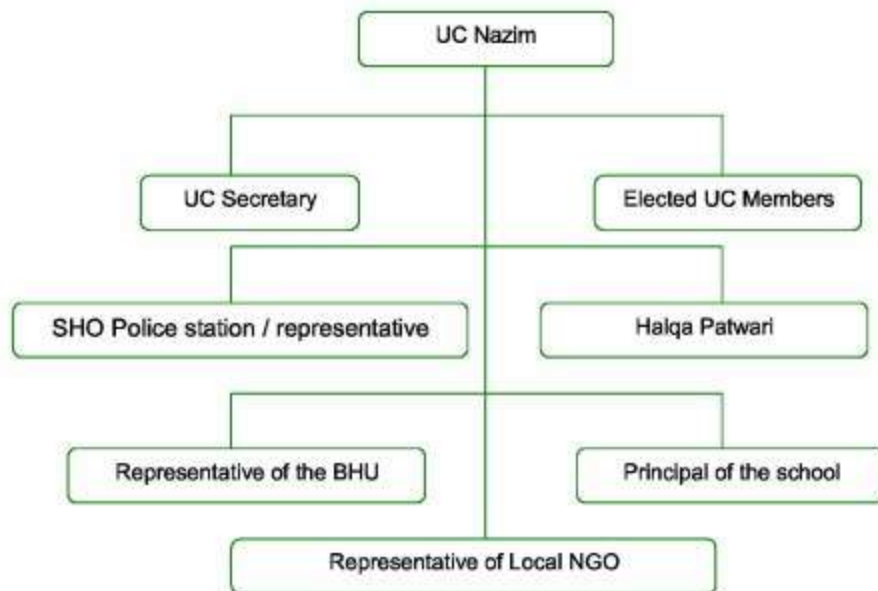 UC Nazim
UC Secretary
Elected UC Members
SHO Police station / representative
Halqa Patwari
Representative of the BHU
Principal of the school
Representative of Local NGO